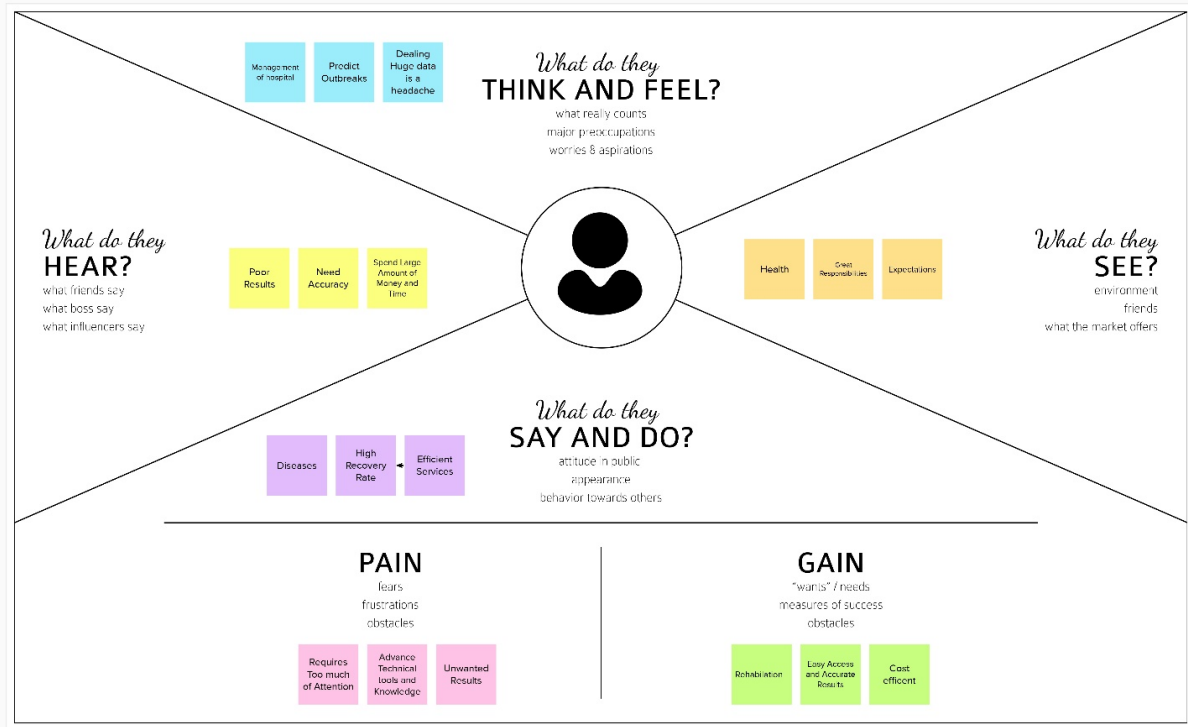 Management
of hospital
Predict
Outbreaks
Dealing
Huge data
is a
headache
What do they
THINK AND FEEL?
what really counts
major preoccupations
worries & aspirations
What do they
HEAR?
what friends say
what boss say
what influencers say
Poor
Results
Need
Accuracy
Spend Large
Amount of
Money and
Time
Health
Great
Responsibilities
Expectations
What do they
SEE?
environment
friends
what the market offers
What do they
SAY AND DO?
attitude in public
appearance
behavior towards others
Diseases
High
Recovery
Rate
Efficient
Services
PAIN
fears
frustrations
obstacles
Requires
Too much
of Attention
Advance
Technical
tools and
Knowledge
Unwanted
Results
GAIN
"wants" / needs
measures of success
obstacles
Rehabiliation
Easy Access
and Accurate
Results
Cost
efficent